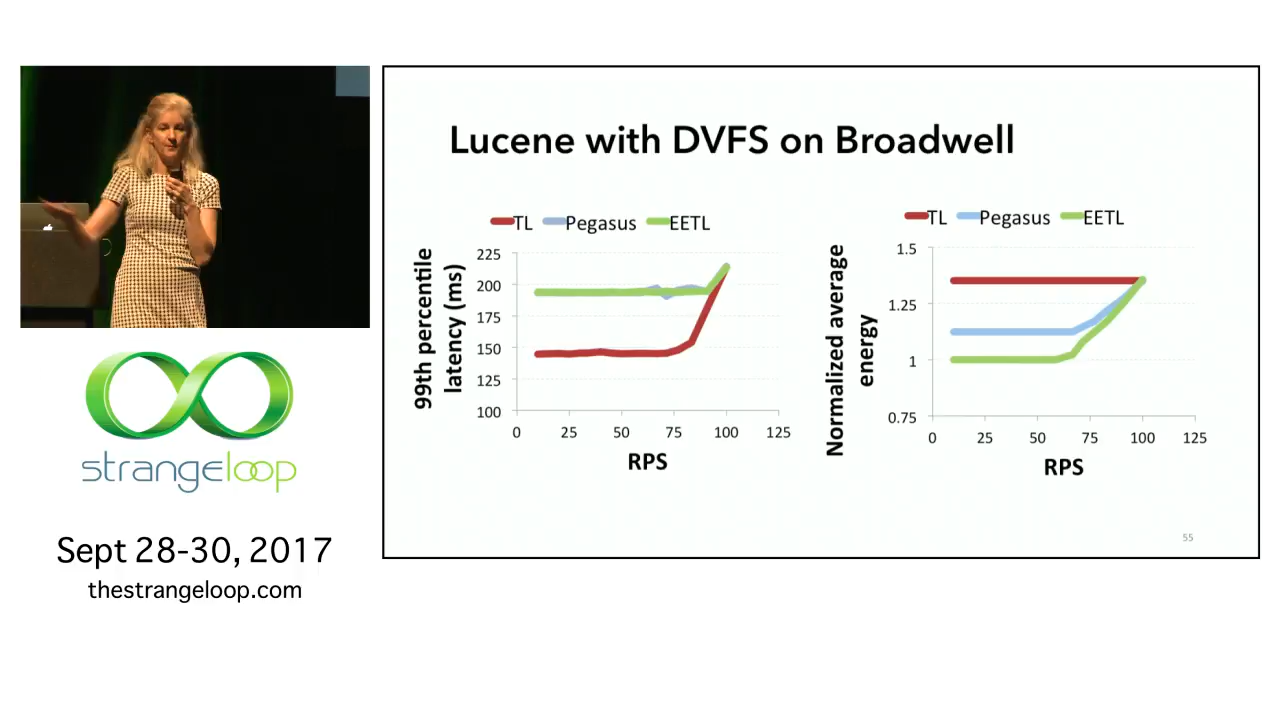 Lucene with DVFS on Broadwell
TL Pegasus EETL
99th percentile
latency (ms)
225
200
175
150
125
100
0 25 50 75 100 125
RPS
TL Pegasus EETL
Normalized average
energy
1.5
1.25
1
0.75
0 25 50 75 100 125
RPS
55
strangeloop
Sept 28-30, 2017
thestrangeloop.com